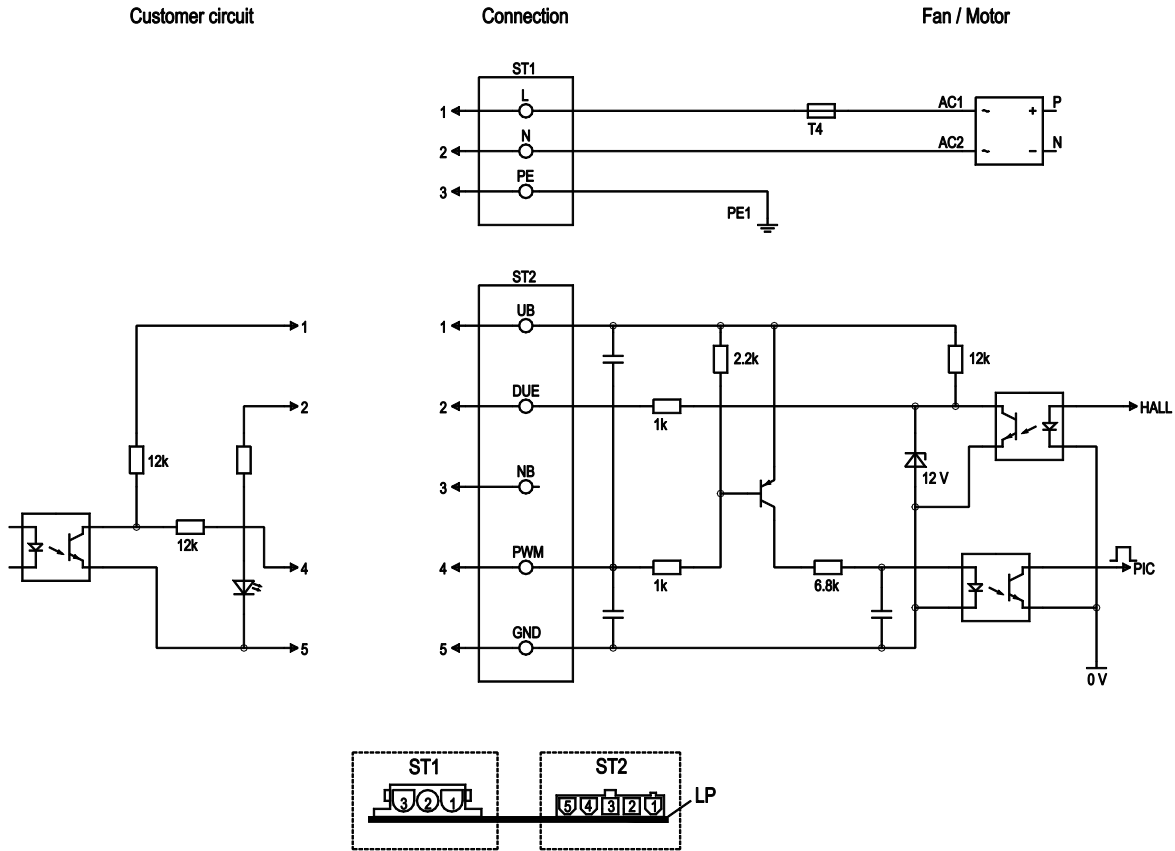 Customer circuit
Connection
Fan / Motor
ST1
L
1
T4
AC1
~
+
P
N
2
AC2
~
–
N
PE
3
PE1
ST2
1
UB
1
2.2k
12k
2
DUE
2
1k
HALL
12k
NB
3
12 V
12k
4
PWM
4
1k
6.8k
PIC
5
GND
5
0 V
ST1
3 2 1
ST2
5 4 3 2 1
LP